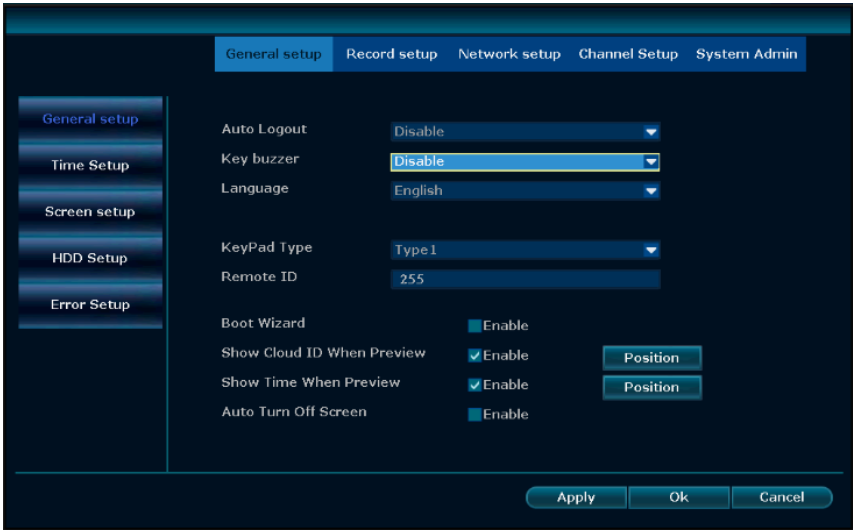 General setup Record setup Network setup Channel Setup System Admin
General setup
Time Setup
Screen setup
HDD Setup
Error Setup
Auto Logout Disable
Key buzzer Disable
Language English
KeyPad Type Type1
Remote ID 255
Boot Wizard Enable
Show Cloud ID When Preview Enable Position
Show Time When Preview Enable Position
Auto Turn Off Screen Enable
Apply Ok Cancel